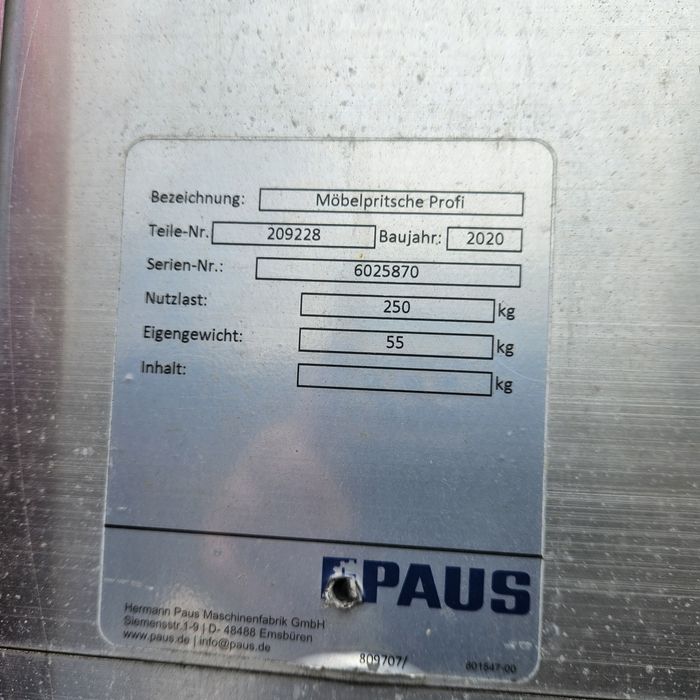 Bezeichnung: Möbelpritsche Profi
Teile-Nr. 209228 Baujahr: 2020
Serien-Nr.: 6025870
Nutzlast: 250 kg
Eigengewicht: 55 kg
Inhalt: kg
PAUS
Hermann Paus Maschinenfabrik GmbH
Siemensstr.1-9 | D- 48488 Emsbüren
www.paus.de | info@paus.de
809707/ 801547-00